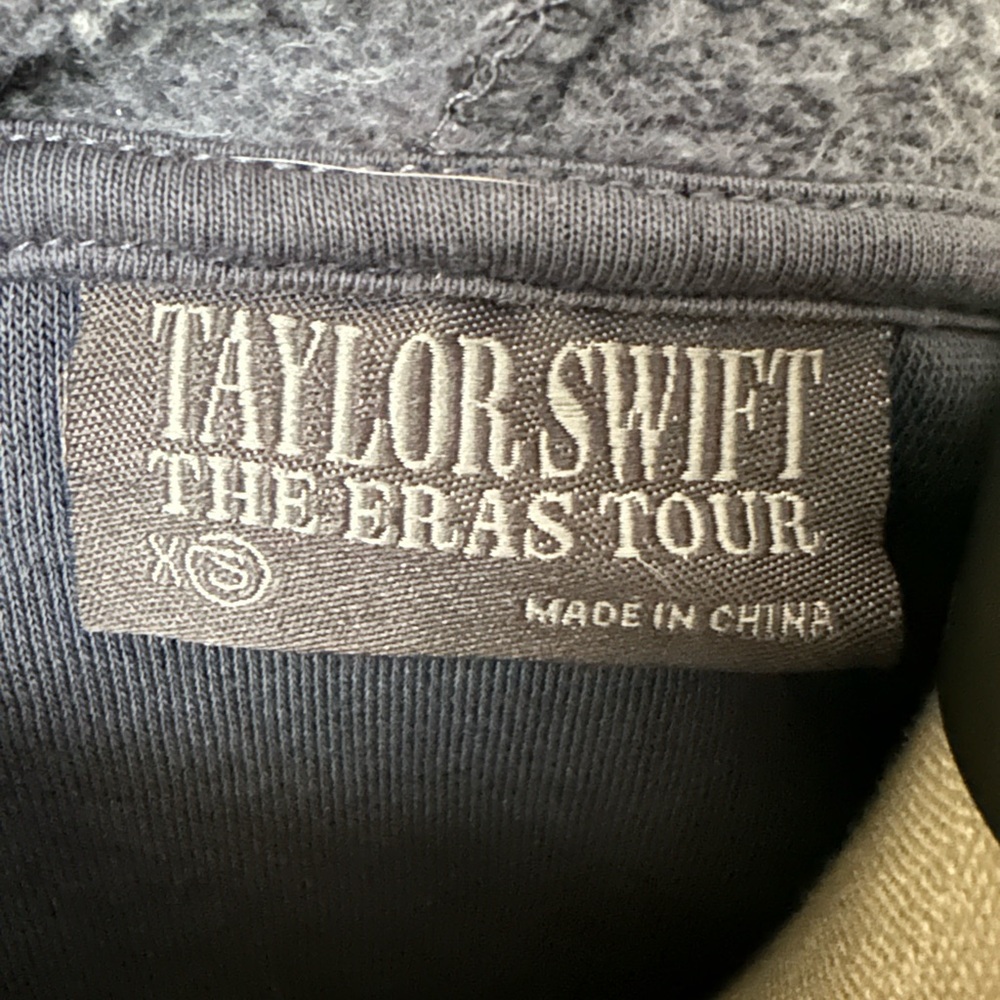 TAYLOR SWIFT
THE ERAS TOUR
XS
MADE IN CHINA